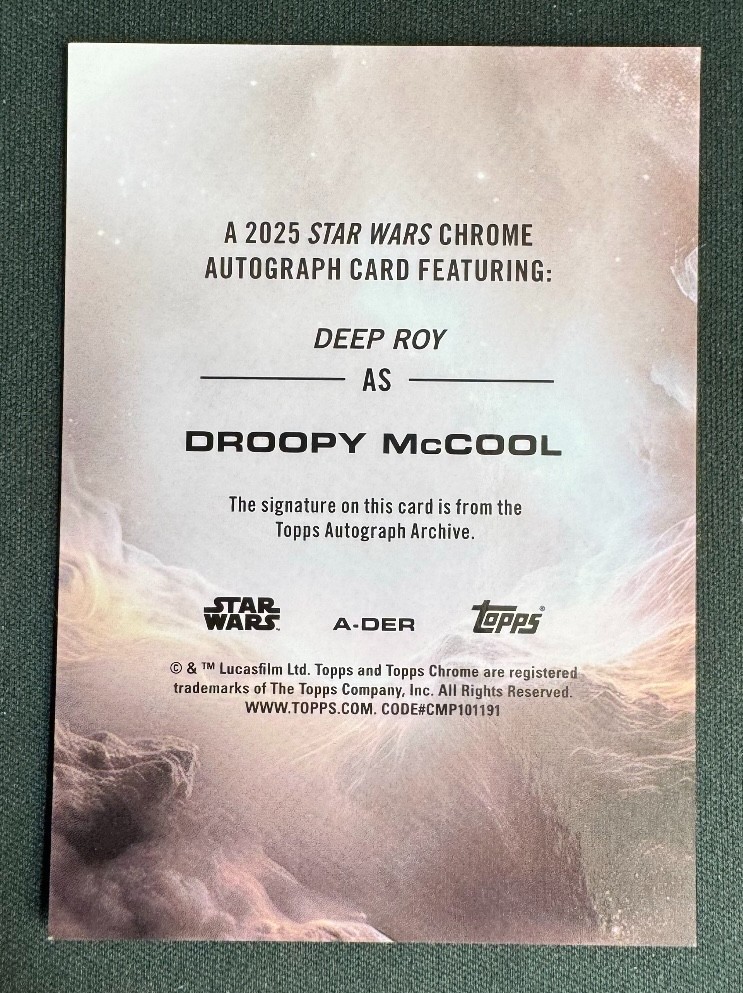 A 2025 STAR WARS CHROME
AUTOGRAPH CARD FEATURING:
DEEP ROY
AS
DROOPY McCOOL
The signature on this card is from the
Topps Autograph Archive.
STAR WARS™ A-DER topps®
© & ™ Lucasfilm Ltd. Topps and Topps Chrome are registered
trademarks of The Topps Company, Inc. All Rights Reserved.
WWW.TOPPS.COM. CODE#CMP101191